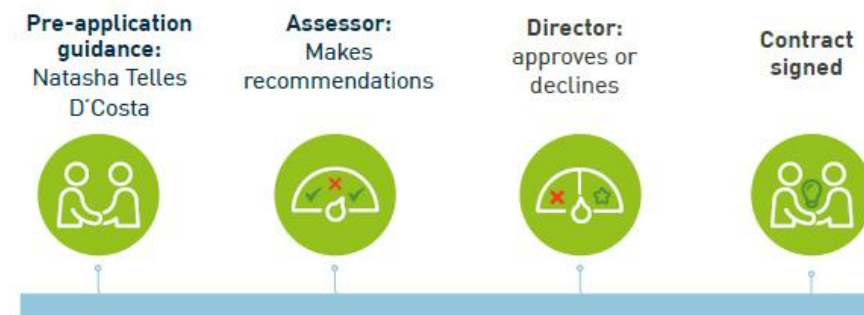 Pre-application
guidance:
Natasha Telles
D'Costa
Assessor:
Makes
recommendations
Director:
approves or
declines
Contract
signed